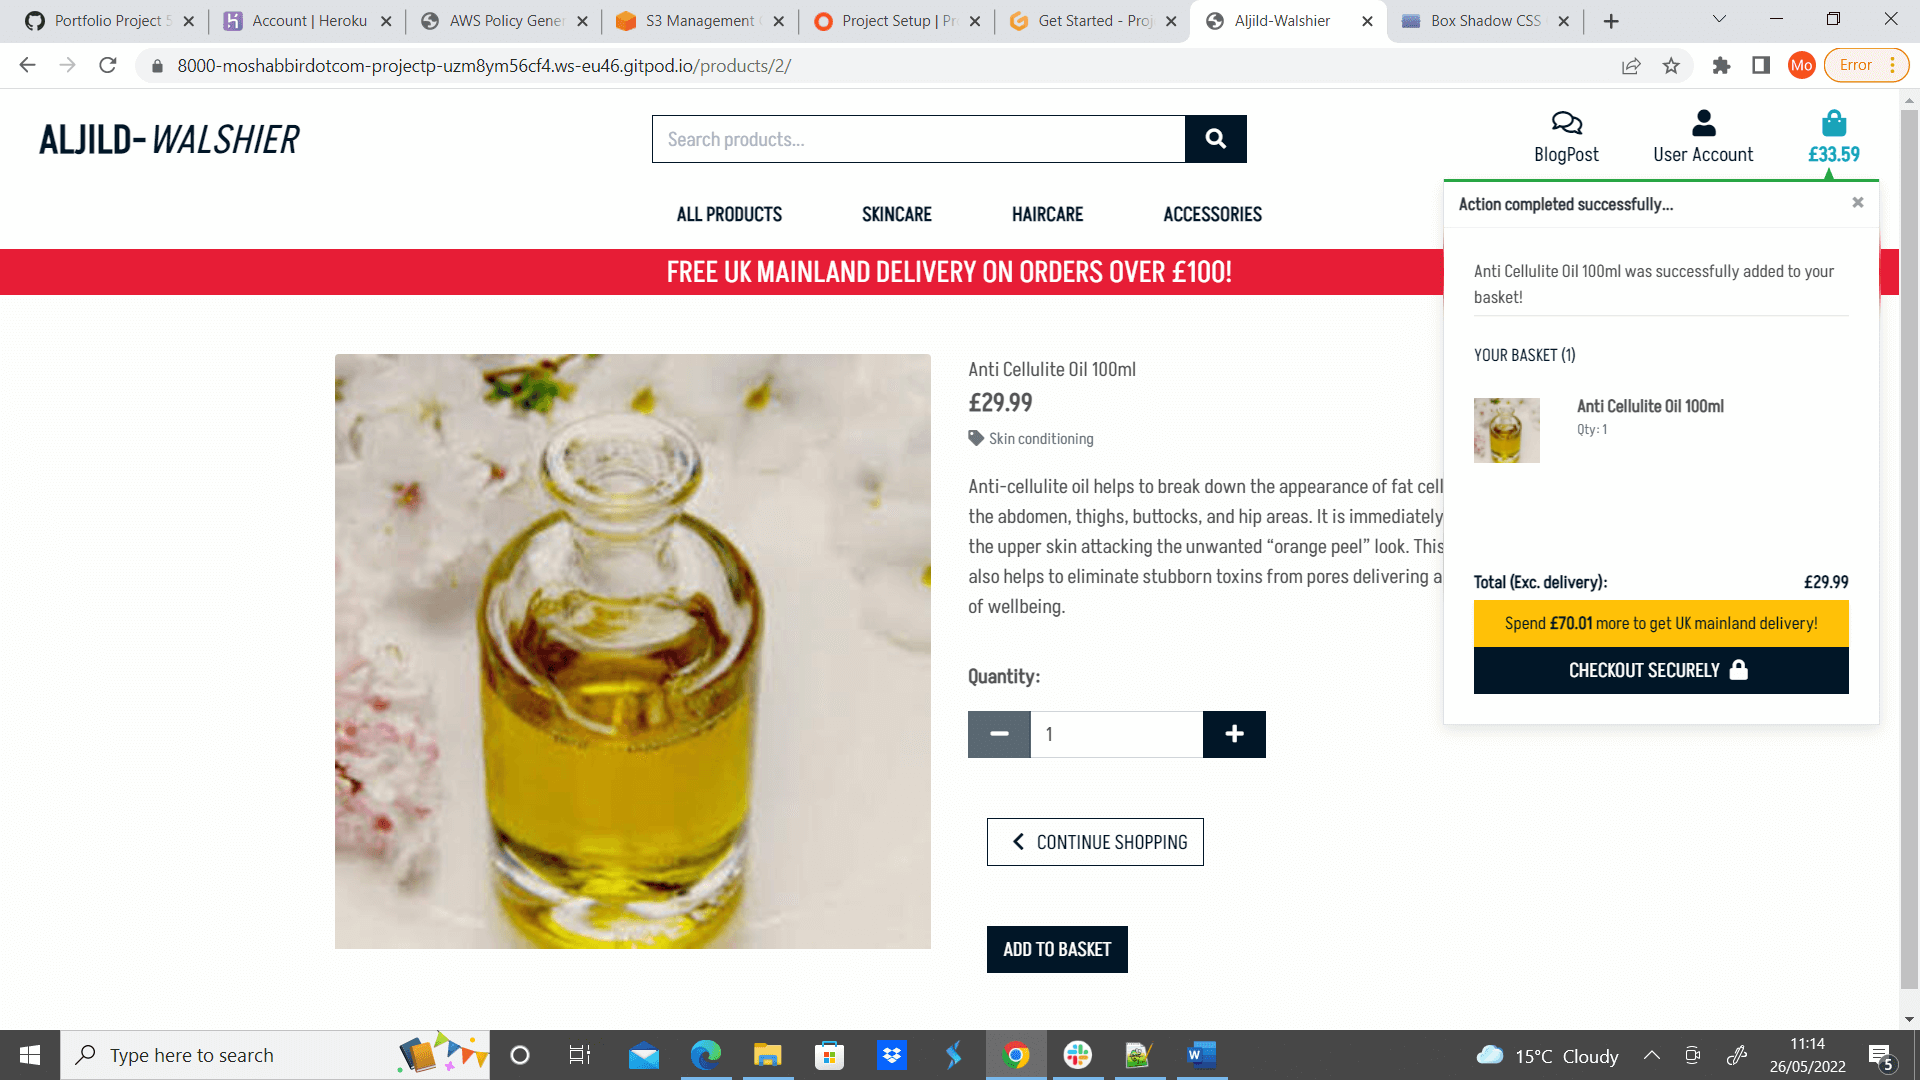 Portfolio Project 5
Account | Heroku
AWS Policy Gener
S3 Management C
Project Setup | Pr
Get Started - Proj
Aljild-Walshier
Box Shadow CSS
8000-moshabbirdotcom-projectp-uzm8ym56cf4.ws-eu46.gitpod.io/products/2/
Mo
Error
ALJILD-WALSHIER
Search products...
BlogPost
User Account
£33.59
ALL PRODUCTS
SKINCARE
HAIRCARE
ACCESSORIES
FREE UK MAINLAND DELIVERY ON ORDERS OVER £100!
Action completed successfully...
Anti Cellulite Oil 100ml was successfully added to your
basket!
YOUR BASKET (1)
Anti Cellulite Oil 100ml
Qty: 1
Total (Exc. delivery):
£29.99
Spend £70.01 more to get UK mainland delivery!
CHECKOUT SECURELY
Anti Cellulite Oil 100ml
£29.99
Skin conditioning
Anti-cellulite oil helps to break down the appearance of fat cell
the abdomen, thighs, buttocks, and hip areas. It is immediately
the upper skin attacking the unwanted “orange peel” look. This
also helps to eliminate stubborn toxins from pores delivering a
of wellbeing.
Quantity:
1
CONTINUE SHOPPING
ADD TO BASKET
Type here to search
15°C Cloudy
11:14
26/05/2022
5